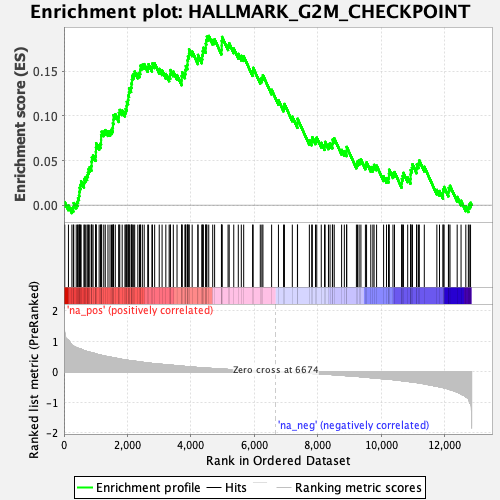 Enrichment plot: HALLMARK_G2M_CHECKPOINT
Enrichment score (ES)
0.15
0.10
0.05
0.00
'na_pos' (positively correlated)
Ranked list metric (PreRanked)
2
1
0
-1
-2
Zero cross at 6674
'na_neg' (negatively correlated)
0
2,000
4,000
6,000
8,000
10,000
12,000
Rank in Ordered Dataset
Enrichment profile
Hits
Ranking metric scores